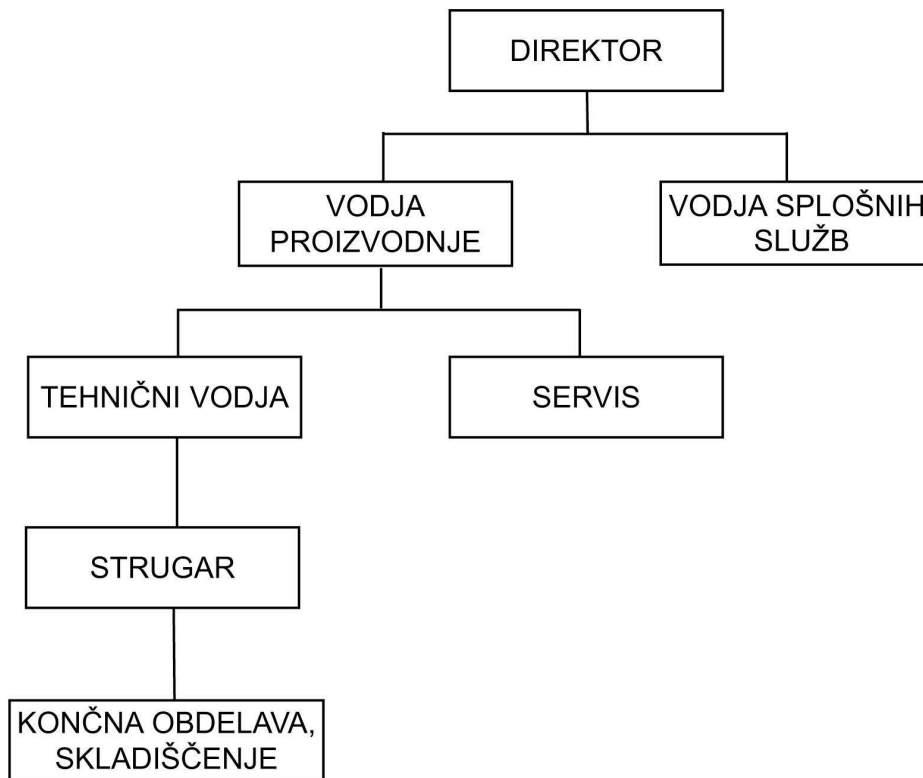 DIREKTOR
VODJA
PROIZVODNJE
VODJA SPLOŠNIH
SLUŽB
TEHNIČNI VODJA
SERVIS
STRUGAR
KONČNA OBDELAVA,
SKLADIŠČENJE